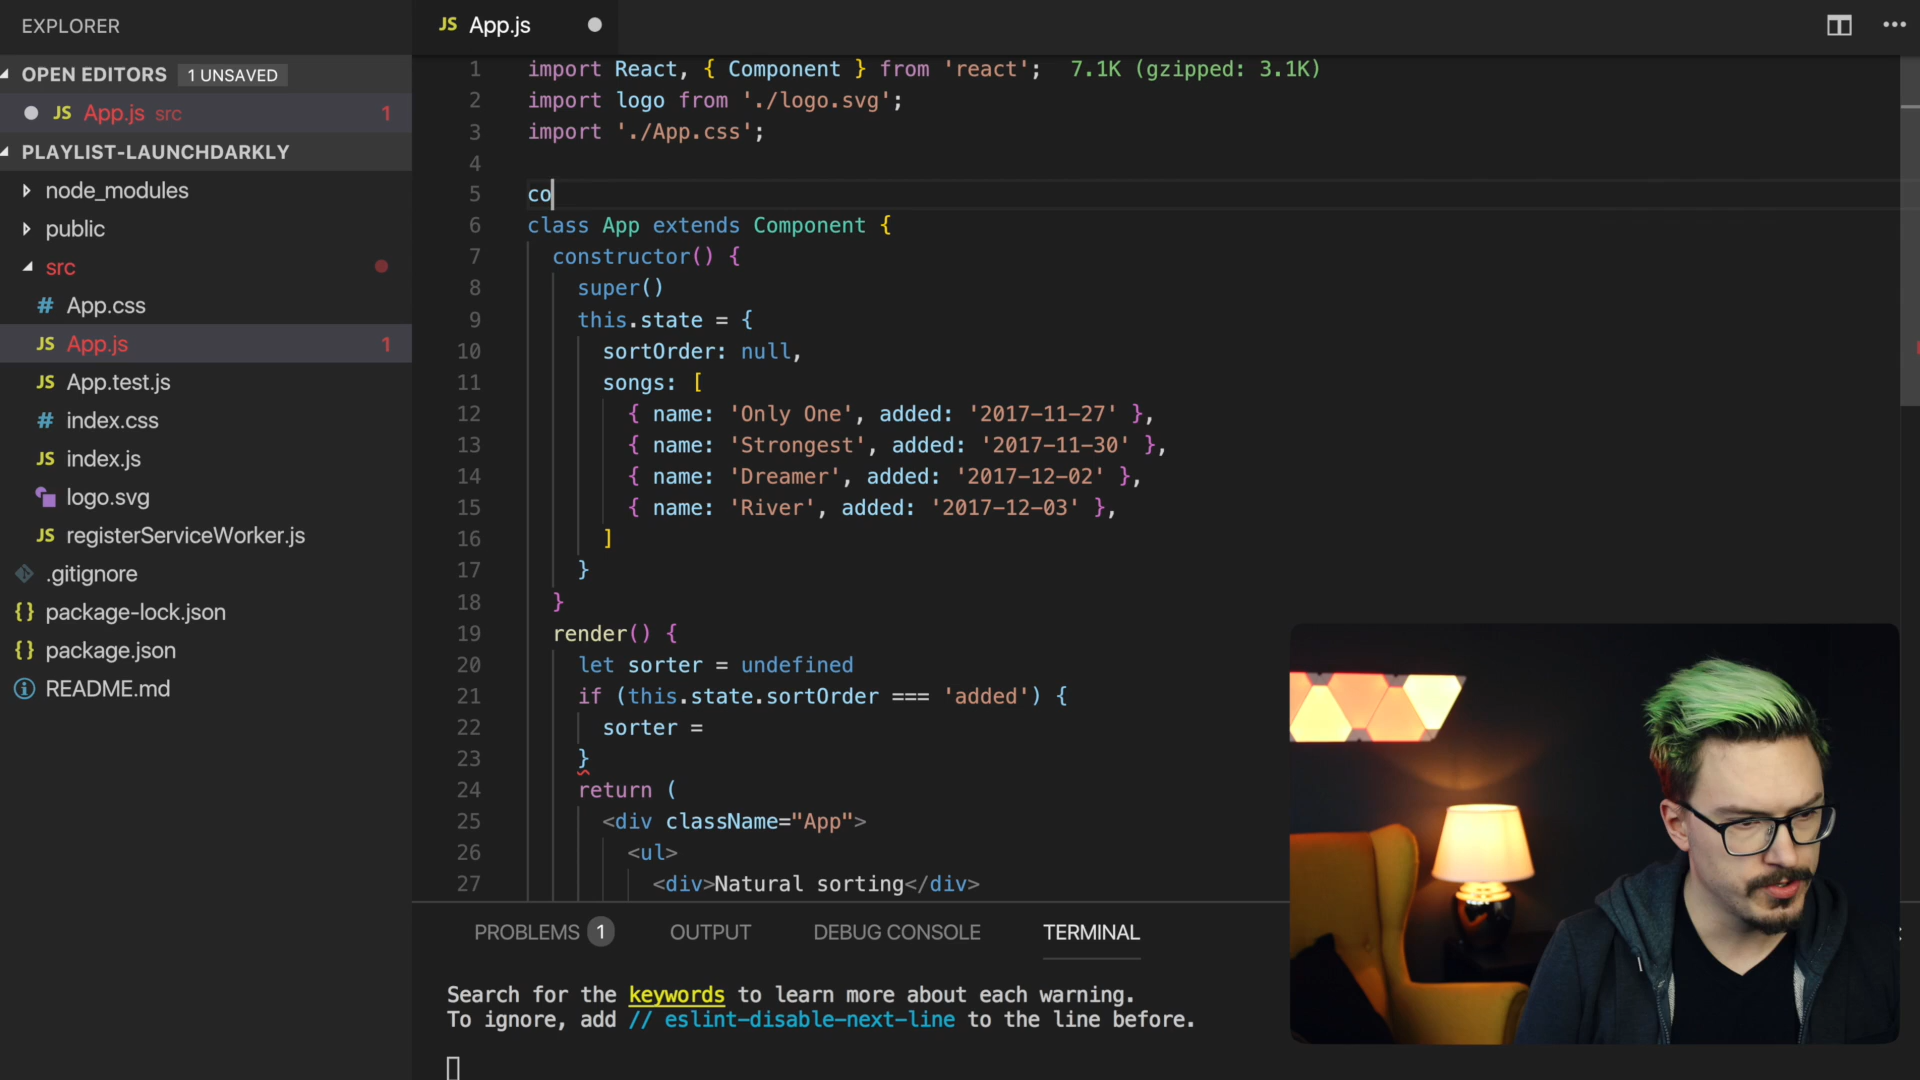 EXPLORER
OPEN EDITORS 1 UNSAVED
JS App.js src 1
PLAYLIST-LAUNCHDARKLY
node_modules
public
src
# App.css
JS App.js 1
JS App.test.js
# index.css
JS index.js
logo.svg
JS registerServiceWorker.js
.gitignore
{} package-lock.json
{} package.json
README.md
JS App.js
1 import React, { Component } from 'react'; 7.1K (gzipped: 3.1K)
2 import logo from './logo.svg';
3 import './App.css';
4
5 co
6 class App extends Component {
7 constructor() {
8 super()
9 this.state = {
10 sortOrder: null,
11 songs: [
12 { name: 'Only One', added: '2017-11-27' },
13 { name: 'Strongest', added: '2017-11-30' },
14 { name: 'Dreamer', added: '2017-12-02' },
15 { name: 'River', added: '2017-12-03' },
16 ]
17 }
18 }
19 render() {
20 let sorter = undefined
21 if (this.state.sortOrder === 'added') {
22 sorter =
23 }
24 return (
25 <div className="App">
26 <ul>
27 <div>Natural sorting</div>
PROBLEMS 1 OUTPUT DEBUG CONSOLE TERMINAL
Search for the keywords to learn more about each warning.
To ignore, add // eslint-disable-next-line to the line before.